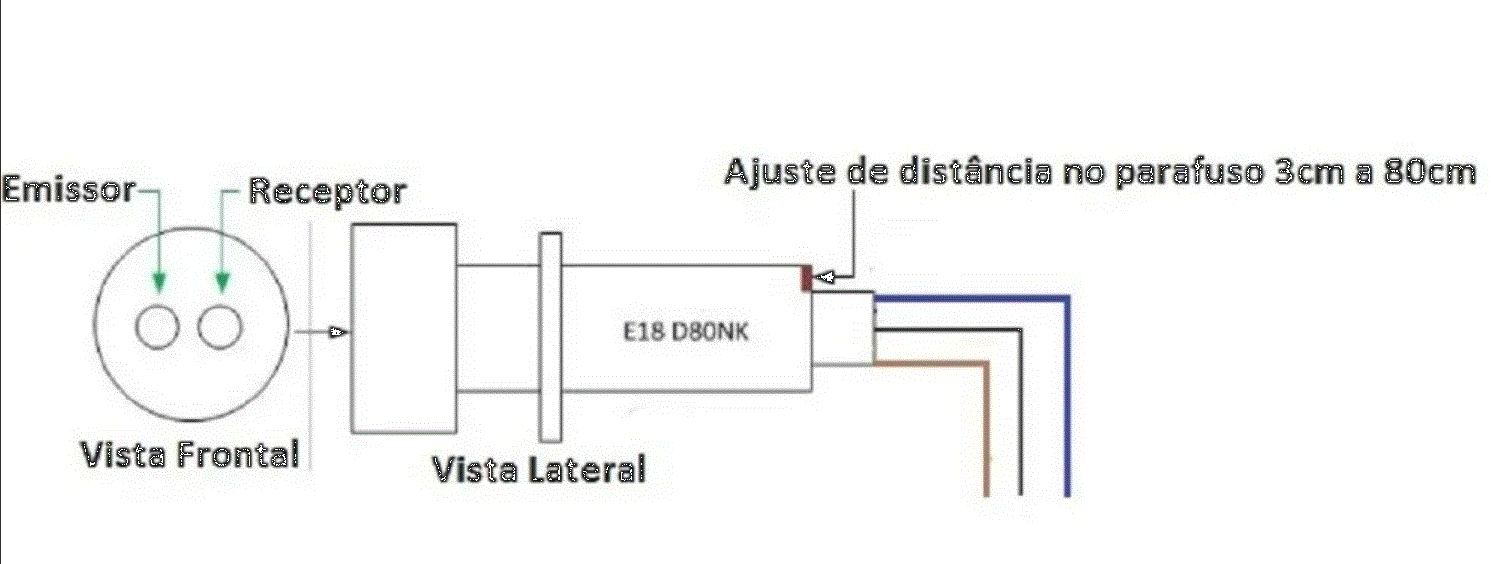 Ajuste de distância no parafuso 3cm a 80cm
Emissor
Receptor
E18 D80NK
Vista Frontal
Vista Lateral